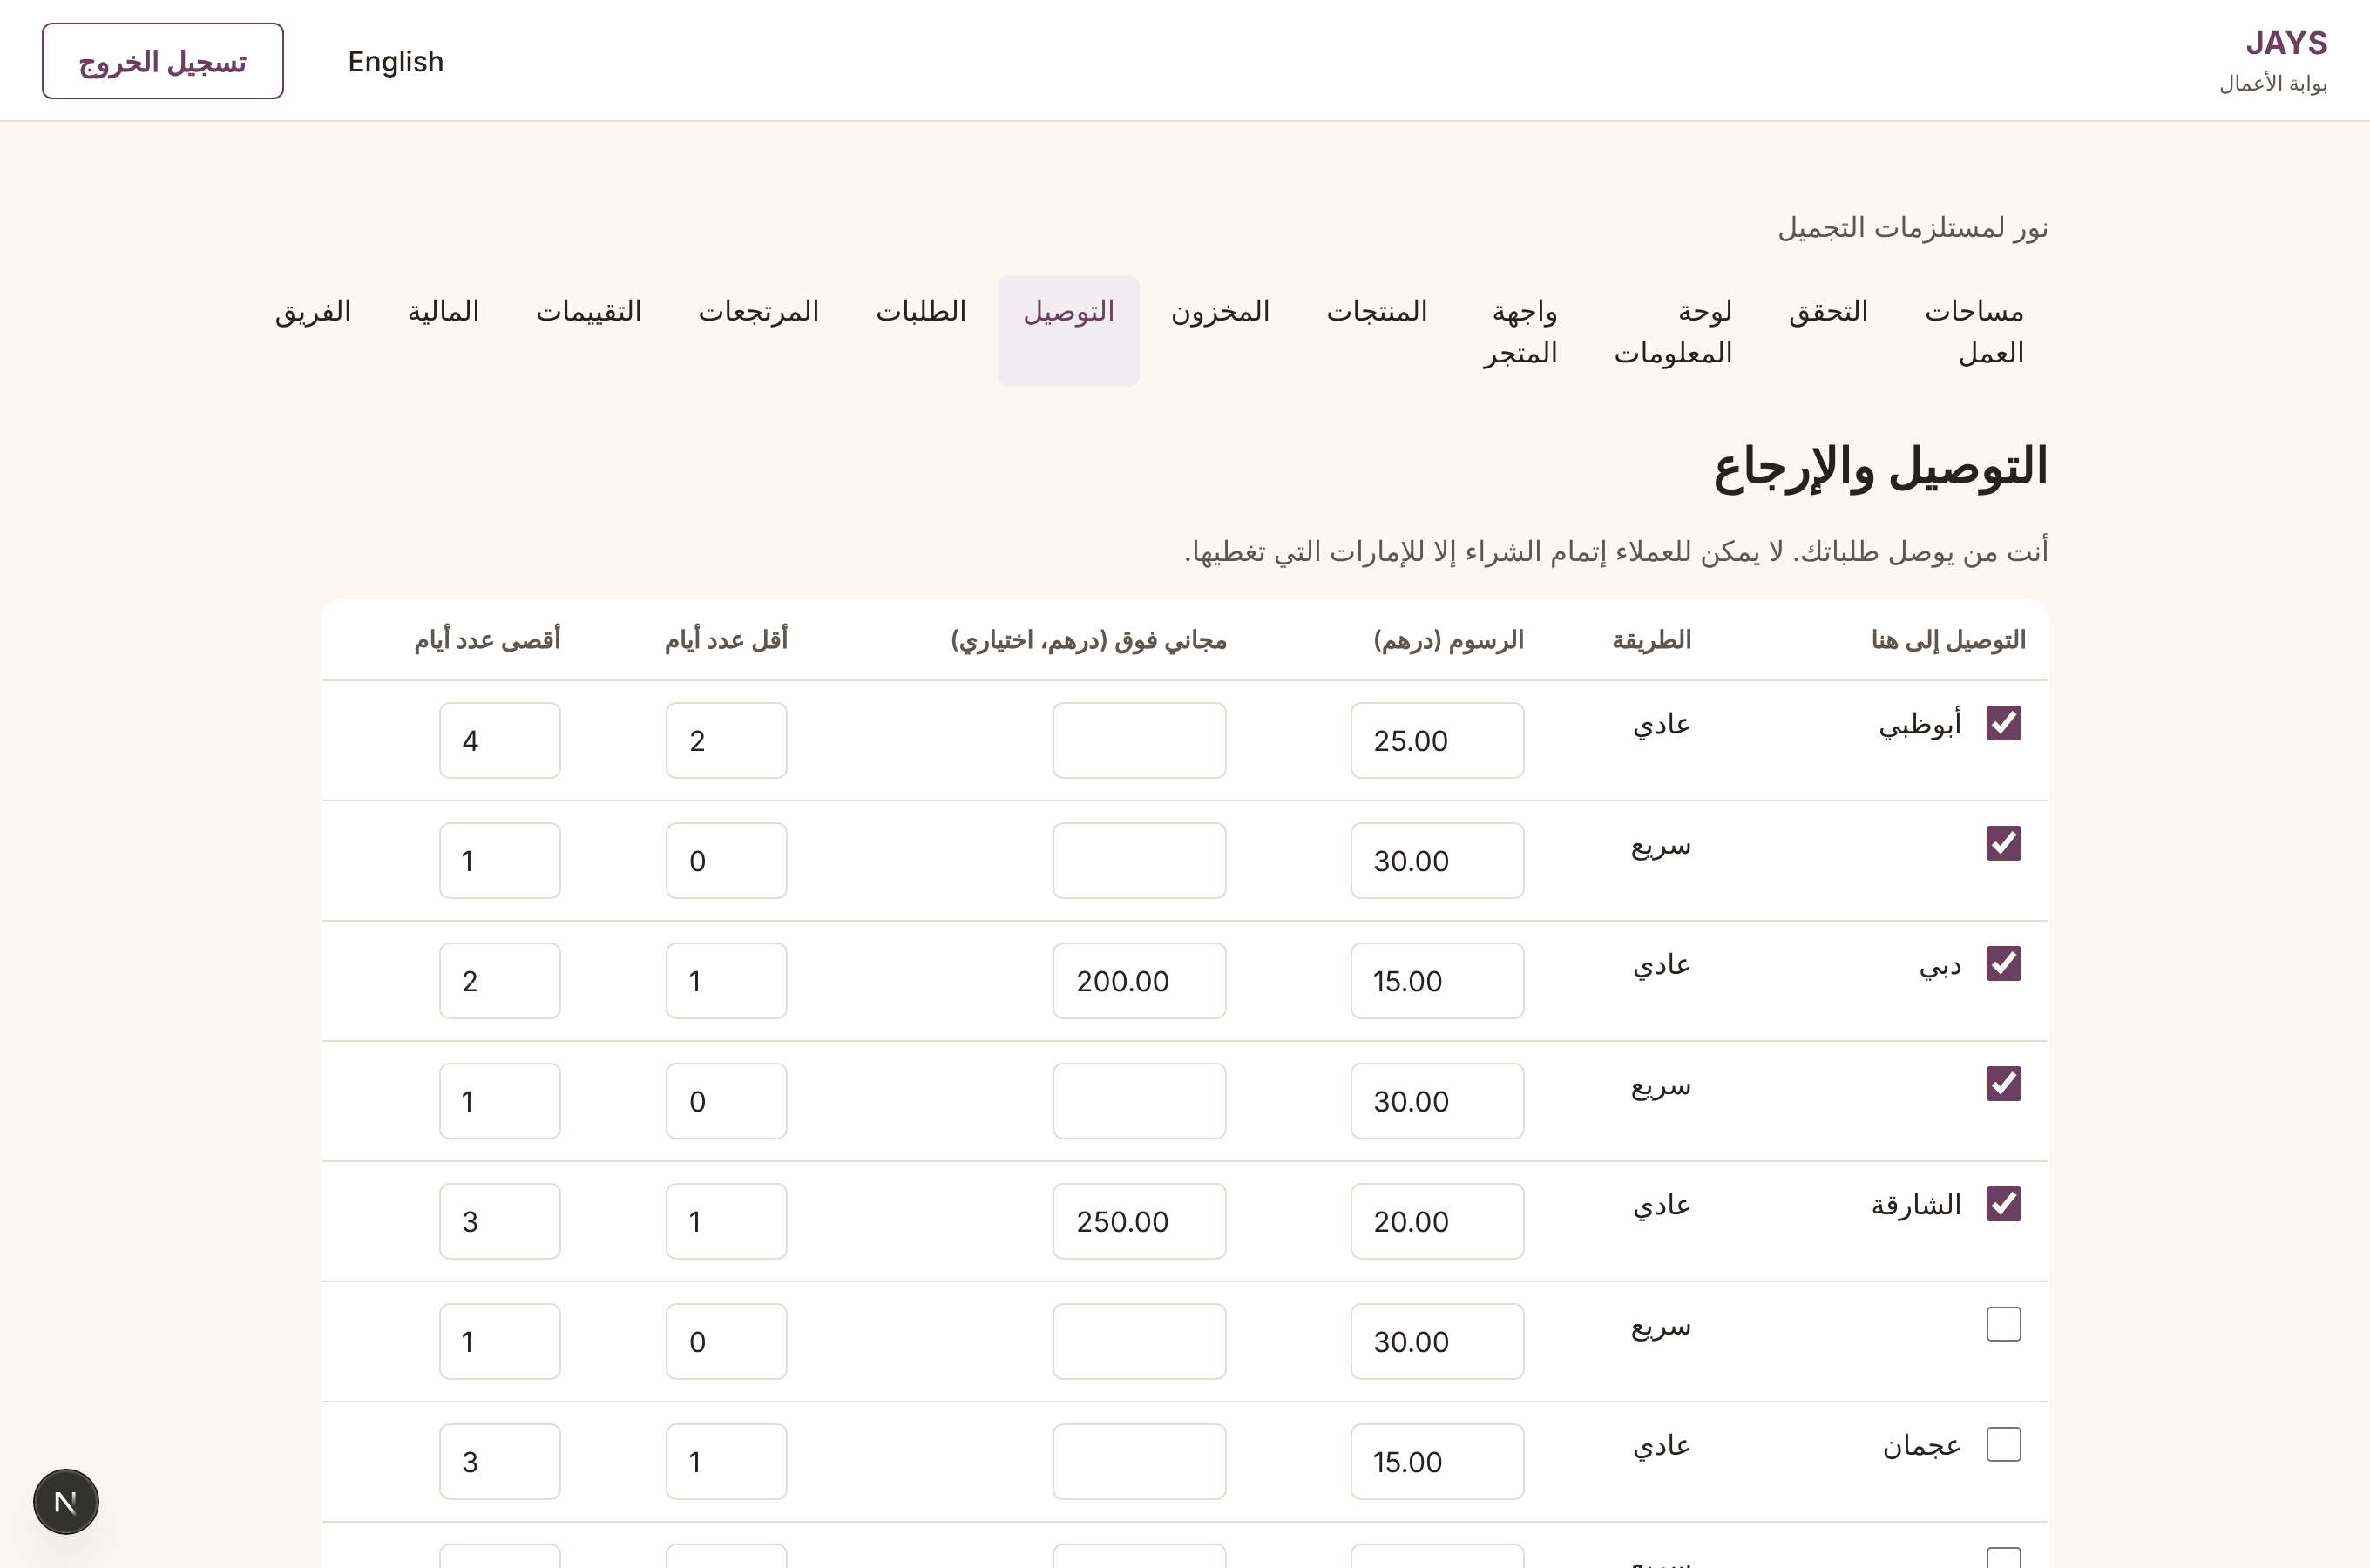 JAYS
بوابة الأعمال
English
تسجيل الخروج
نور لمستلزمات التجميل
مساحات العمل
التحقق
لوحة المعلومات
واجهة المتجر
المنتجات
المخزون
التوصيل
الطلبات
المرتجعات
التقييمات
المالية
الفريق
التوصيل والإرجاع
أنت من يوصل طلباتك. لا يمكن للعملاء إتمام الشراء إلا للإمارات التي تغطيها.
التوصيل إلى هنا الطريقة الرسوم (درهم) مجاني فوق (درهم، اختياري) أقل عدد أيام أقصى عدد أيام
أبوظبي عادي 25.00 2 4
سريع 30.00 0 1
دبي عادي 15.00 200.00 1 2
سريع 30.00 0 1
الشارقة عادي 20.00 250.00 1 3
سريع 30.00 0 1
عجمان عادي 15.00 1 3
N